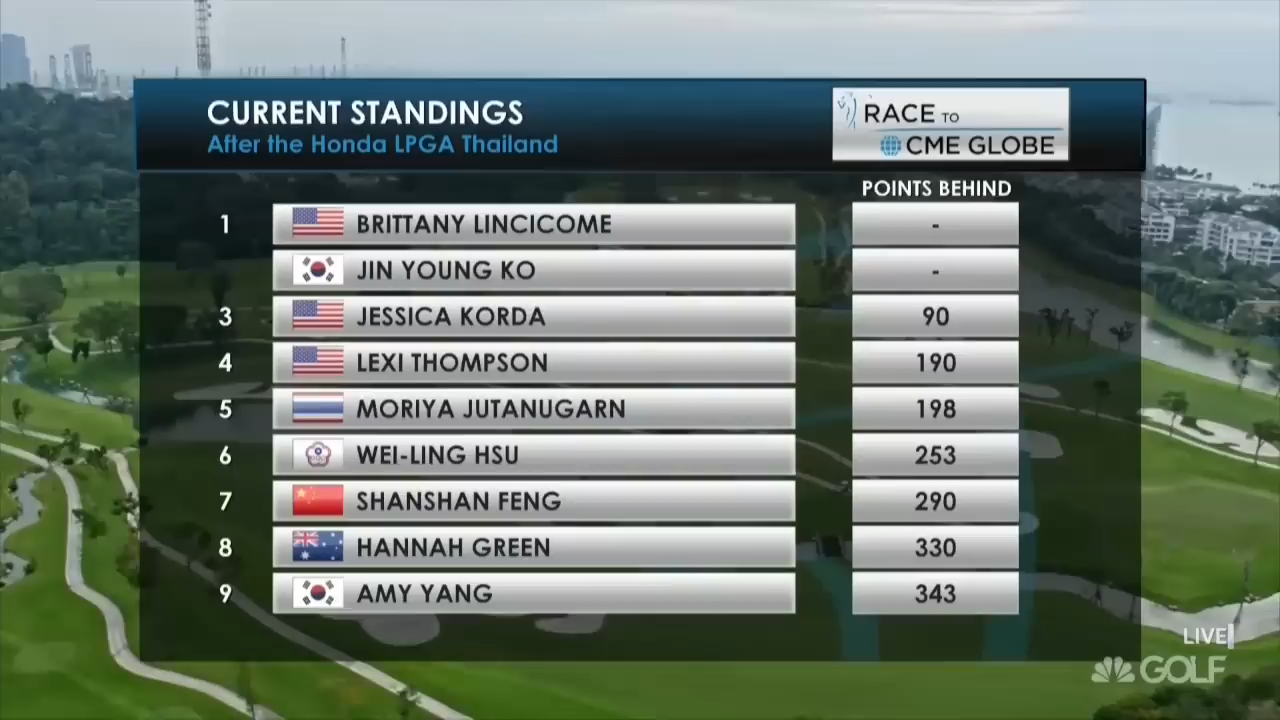 CURRENT STANDINGS
After the Honda LPGA Thailand
RACE TO
CME GLOBE
POINTS BEHIND
1 BRITTANY LINCICOME -
JIN YOUNG KO -
3 JESSICA KORDA 90
4 LEXI THOMPSON 190
5 MORIYA JUTANUGARN 198
6 WEI-LING HSU 253
7 SHANSHAN FENG 290
8 HANNAH GREEN 330
9 AMY YANG 343
LIVE
GOLF